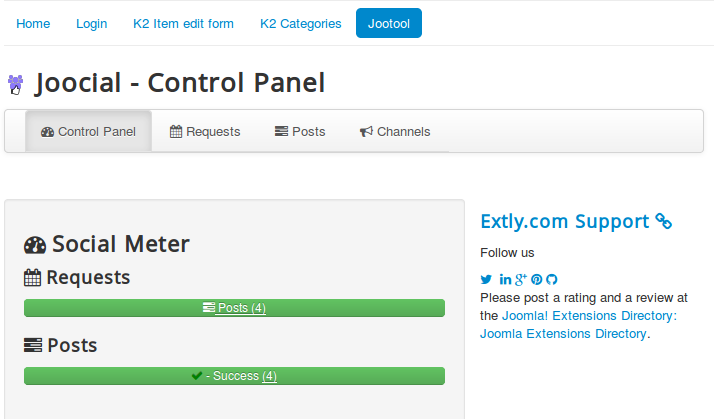 Home Login K2 Item edit form K2 Categories Jootool
Joocial - Control Panel
Control Panel Requests Posts Channels
Social Meter
Requests
Posts (4)
Posts
- Success (4)
Extly.com Support
Follow us
Please post a rating and a review at
the Joomla! Extensions Directory:
Joomla Extensions Directory.